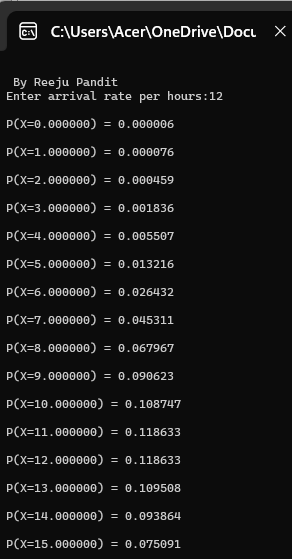 C:\Users\Acer\OneDrive\Docu
By Reeju Pandit
Enter arrival rate per hours:12
P(X=0.000000) = 0.000006
P(X=1.000000) = 0.000076
P(X=2.000000) = 0.000459
P(X=3.000000) = 0.001836
P(X=4.000000) = 0.005507
P(X=5.000000) = 0.013216
P(X=6.000000) = 0.026432
P(X=7.000000) = 0.045311
P(X=8.000000) = 0.067967
P(X=9.000000) = 0.090623
P(X=10.000000) = 0.108747
P(X=11.000000) = 0.118633
P(X=12.000000) = 0.118633
P(X=13.000000) = 0.109508
P(X=14.000000) = 0.093864
P(X=15.000000) = 0.075091